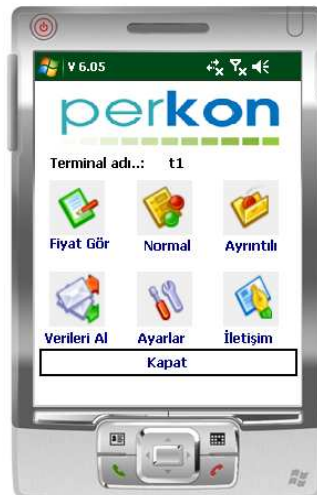 V 6.05
perkon
Terminal adı..: t1
Fiyat Gör Normal Ayrıntılı
Verileri Al Ayarlar İletişim
Kapat